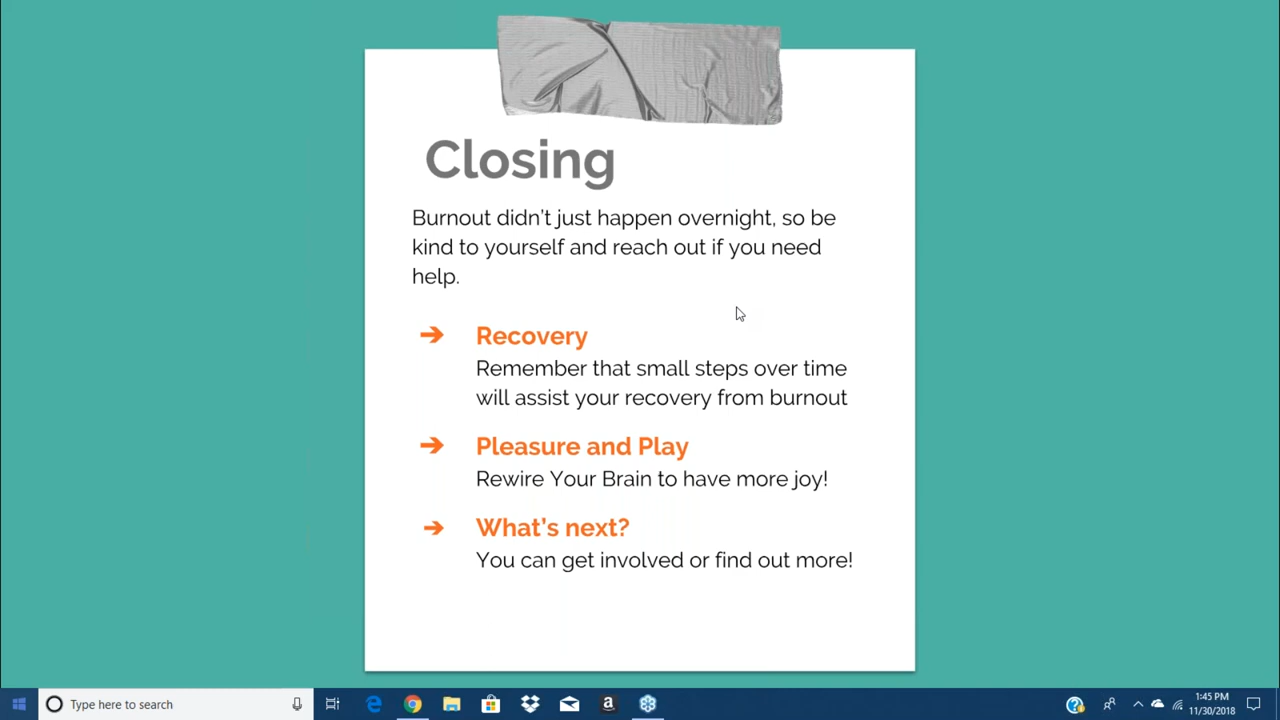 Closing
Burnout didn't just happen overnight, so be
kind to yourself and reach out if you need
help.
➔ Recovery
Remember that small steps over time
will assist your recovery from burnout
➔ Pleasure and Play
Rewire Your Brain to have more joy!
➔ What's next?
You can get involved or find out more!
Type here to search
1:45 PM
11/30/2018